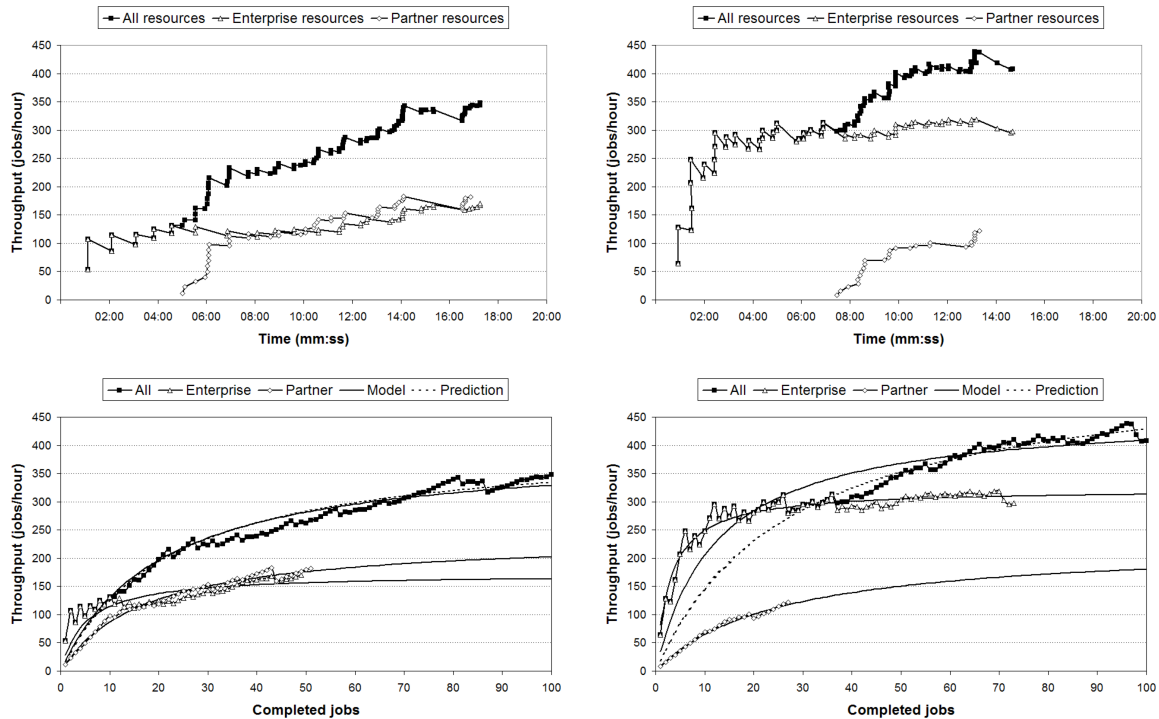 All resources Enterprise resources Partner resources
Throughput (jobs/hour)
450
400
350
300
250
200
150
100
50
0
02:00 04:00 06:00 08:00 10:00 12:00 14:00 16:00 18:00 20:00
Time (mm:ss)
All resources Enterprise resources Partner resources
Throughput (jobs/hour)
450
400
350
300
250
200
150
100
50
0
02:00 04:00 06:00 08:00 10:00 12:00 14:00 16:00 18:00 20:00
Time (mm:ss)
All Enterprise Partner Model Prediction
Throughput (jobs/hour)
450
400
350
300
250
200
150
100
50
0
0 10 20 30 40 50 60 70 80 90 100
Completed jobs
All Enterprise Partner Model Prediction
Throughput (jobs/hour)
450
400
350
300
250
200
150
100
50
0
0 10 20 30 40 50 60 70 80 90 100
Completed jobs